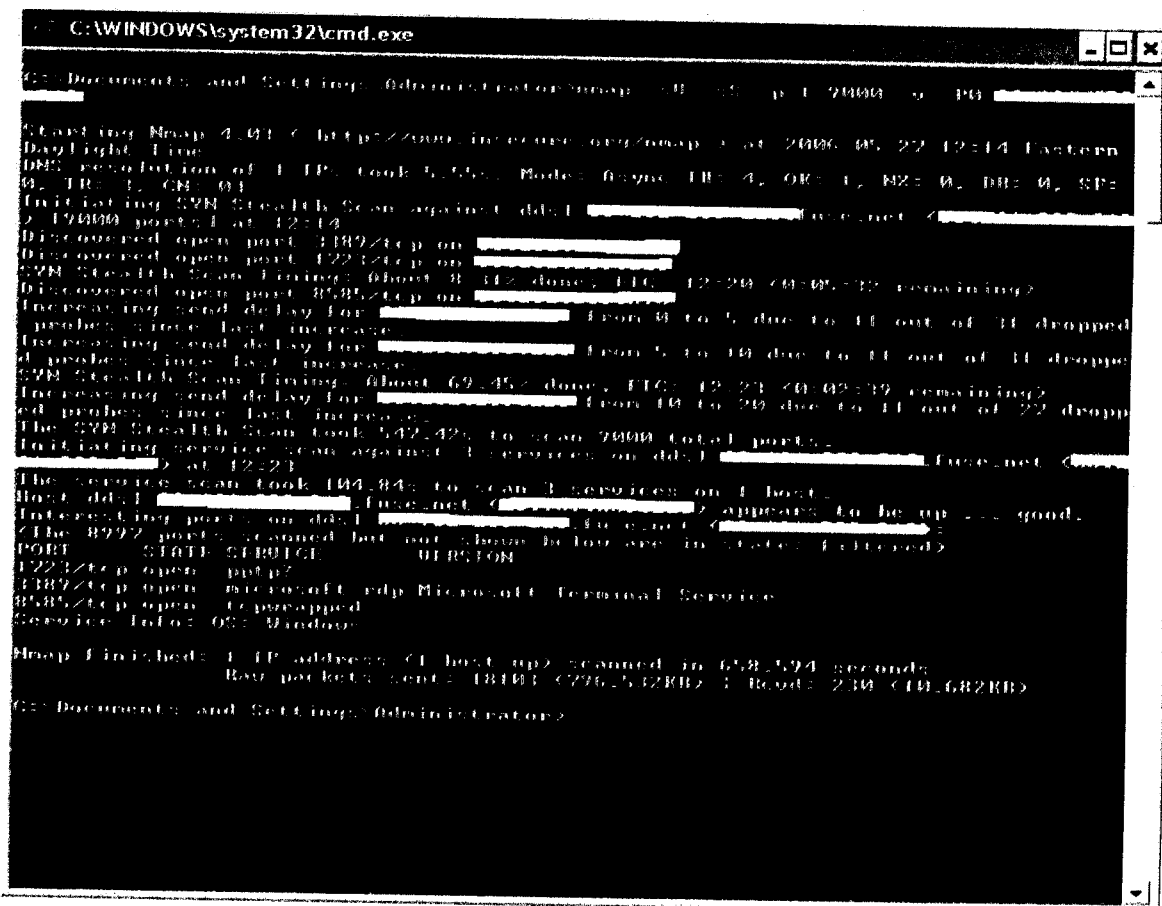 C:\WINDOWS\system32\cmd.exe
C:\Documents and Settings\Administrator>nmap -sV -sS -p 1-9000 -v -P0
Starting Nmap 4.03 ( http://www.insecure.org/nmap ) at 2006-05-22 12:14 Eastern
Daylight Time
DNS resolution of 1 IPs took 5.55s. Mode: Async [#: 4, OK: 1, NX: 0, DR: 0, SF:
0, TR: 3, CN: 0]
Initiating SYN Stealth Scan against ddsl fuse.net (
) [9000 ports] at 12:14
Discovered open port 3389/tcp on
Discovered open port 1723/tcp on
SYN Stealth Scan Timing: About 8 done; ETC: 12:20 (0:05:32 remaining)
Discovered open port 8585/tcp on
Increasing send delay for from 0 to 5 due to 11 out of 31 dropped
probes since last increase.
Increasing send delay for from 5 to 10 due to 11 out of 31 droppe
d probes since last increase.
SYN Stealth Scan Timing: About 69.45% done; ETC: 12:23 (0:02:39 remaining)
Increasing send delay for from 10 to 20 due to 11 out of 22 dropp
ed probes since last increase.
The SYN Stealth Scan took 542.42s to scan 9000 total ports.
Initiating service scan against 3 services on ddsl .fuse.net (
) at 12:23
The service scan took 104.84s to scan 3 services on 1 host.
Host ddsl .fuse.net ( ) appears to be up ... good.
Interesting ports on ddsl .fuse.net ( ):
(The 8997 ports scanned but not shown below are in state: filtered)
PORT STATE SERVICE VERSION
1723/tcp open pptp?
3389/tcp open microsoft-rdp Microsoft Terminal Service
8585/tcp open tcpwrapped
Service Info: OS: Windows
Nmap finished: 1 IP address (1 host up) scanned in 658.594 seconds
Raw packets sent: 18103 (796.532KB) | Rcvd: 230 (10.682KB)
C:\Documents and Settings\Administrator>